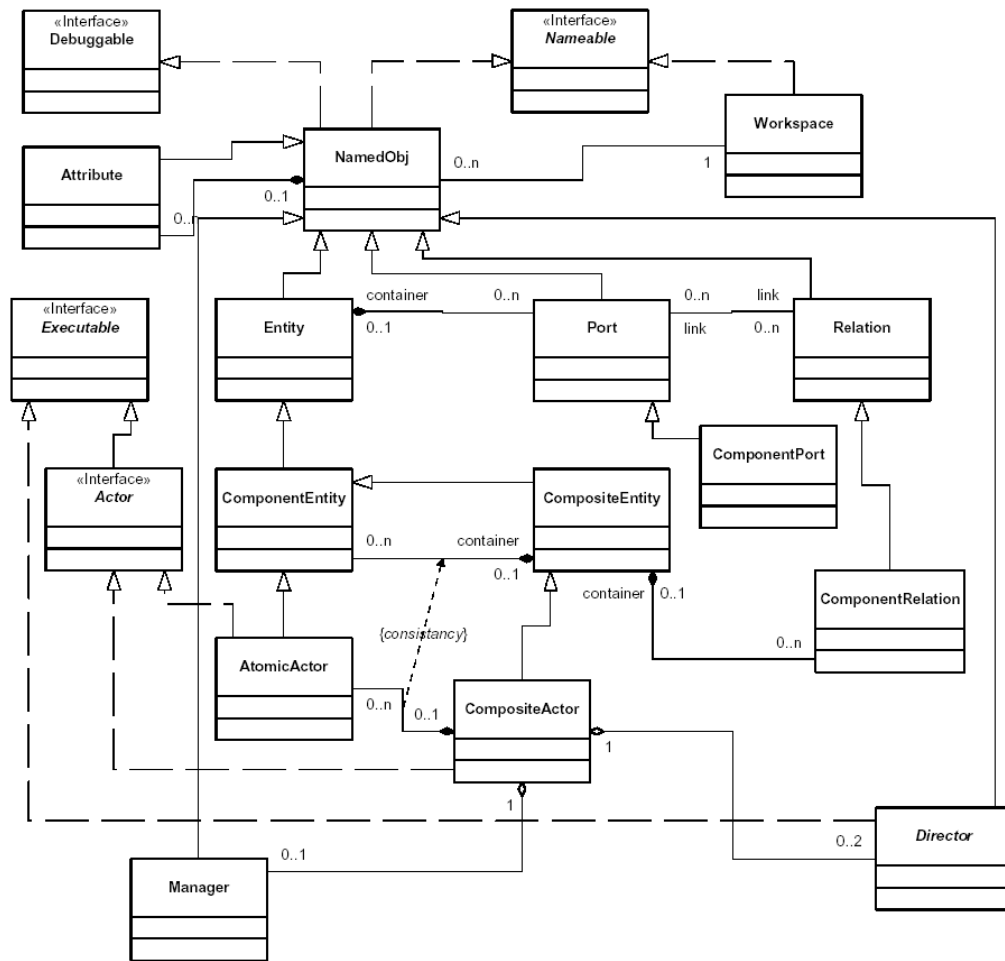 «Interface»
Debuggable
«Interface»
Nameable
Workspace
NamedObj
Attribute
0..n
1
0..1
0..n
«Interface»
Executable
Entity
container
0..1
0..n
Port
0..n
link
link
0..n
Relation
ComponentPort
«Interface»
Actor
ComponentEntity
CompositeEntity
0..n
container
0..1
container
0..1
ComponentRelation
{consistancy}
0..n
AtomicActor
0..n
0..1
CompositeActor
1
1
0..1
0..2
Director
Manager